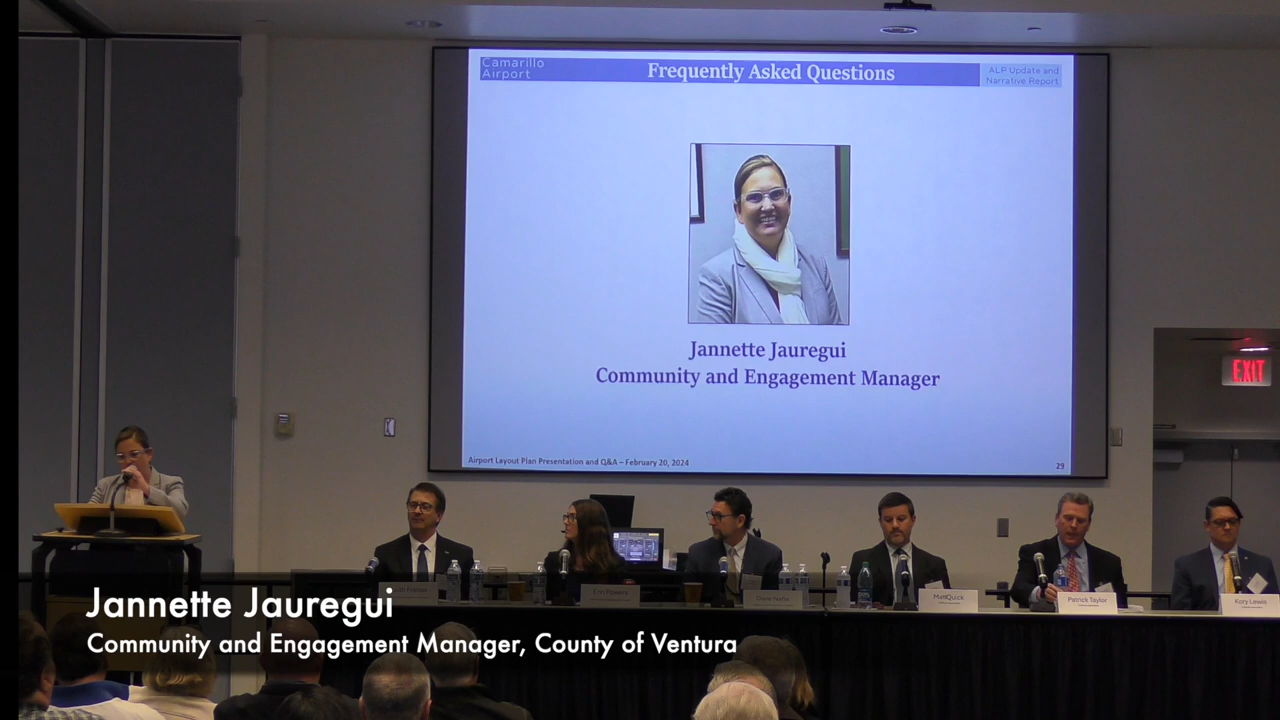 Camarillo
Airport
Frequently Asked Questions
ALP Update and
Narrative Report
Jannette Jauregui
Community and Engagement Manager
Airport Layout Plan Presentation and Q&A – February 20, 2024
29
EXIT
Erin Powers
Dave Nafie
Matt Quick
Patrick Taylor
Kory Lewis
Jannette Jauregui
Community and Engagement Manager, County of Ventura